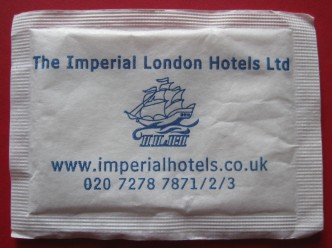 The Imperial London Hotels Ltd
www.imperialhotels.co.uk
020 7278 7871/2/3